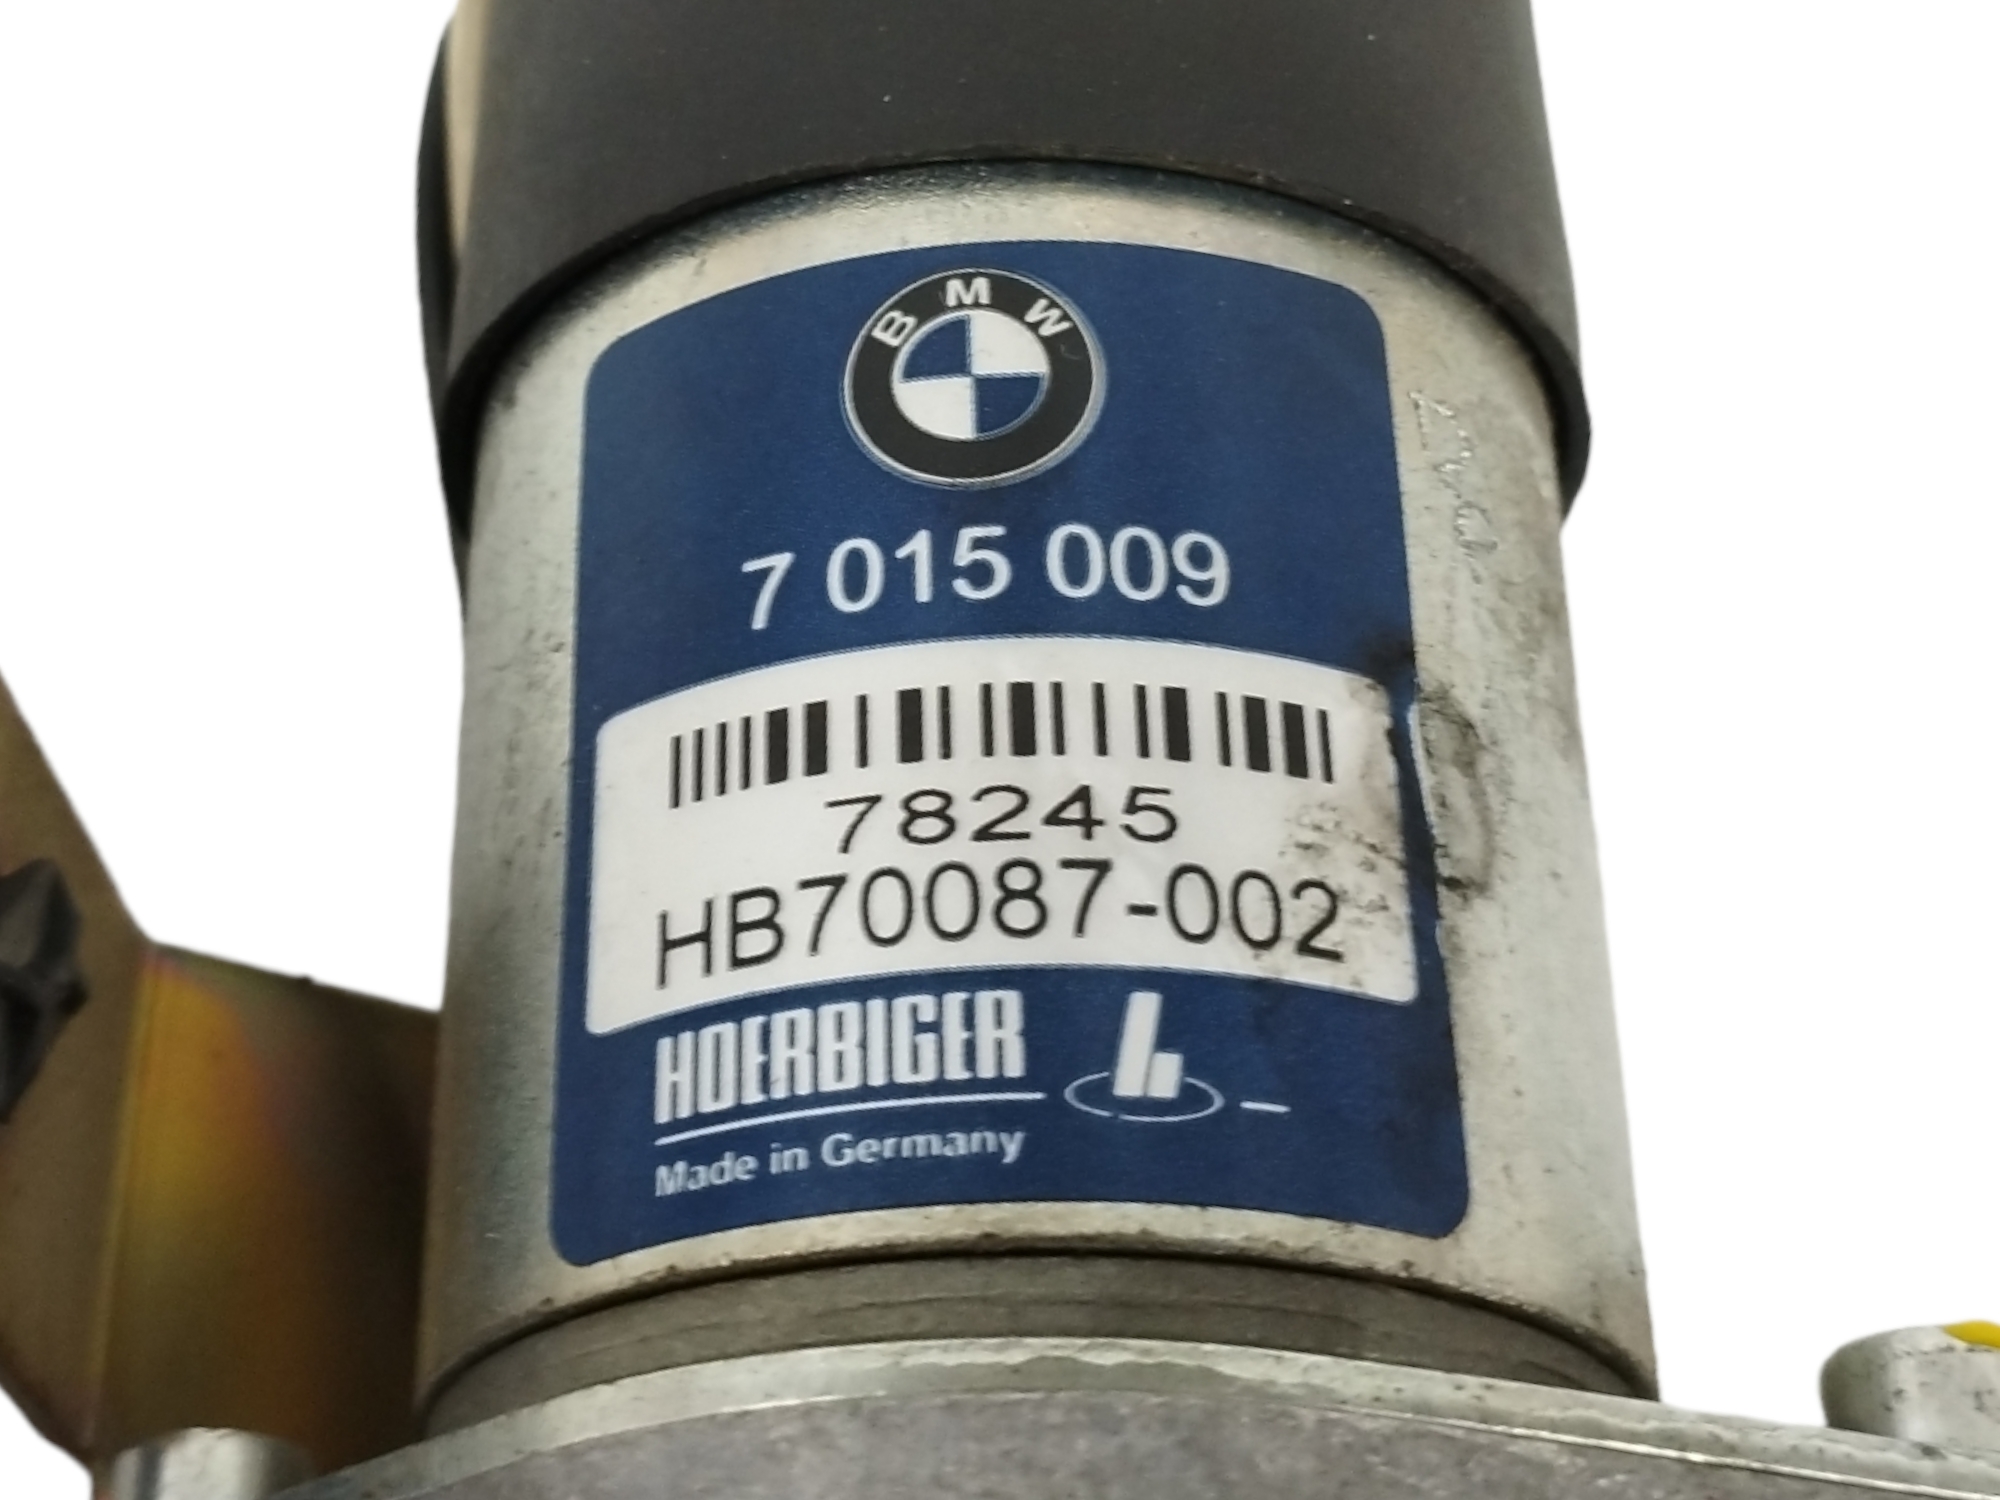 BMW
7 015 009
78245
HB70087-002
HOERBIGER
Made in Germany